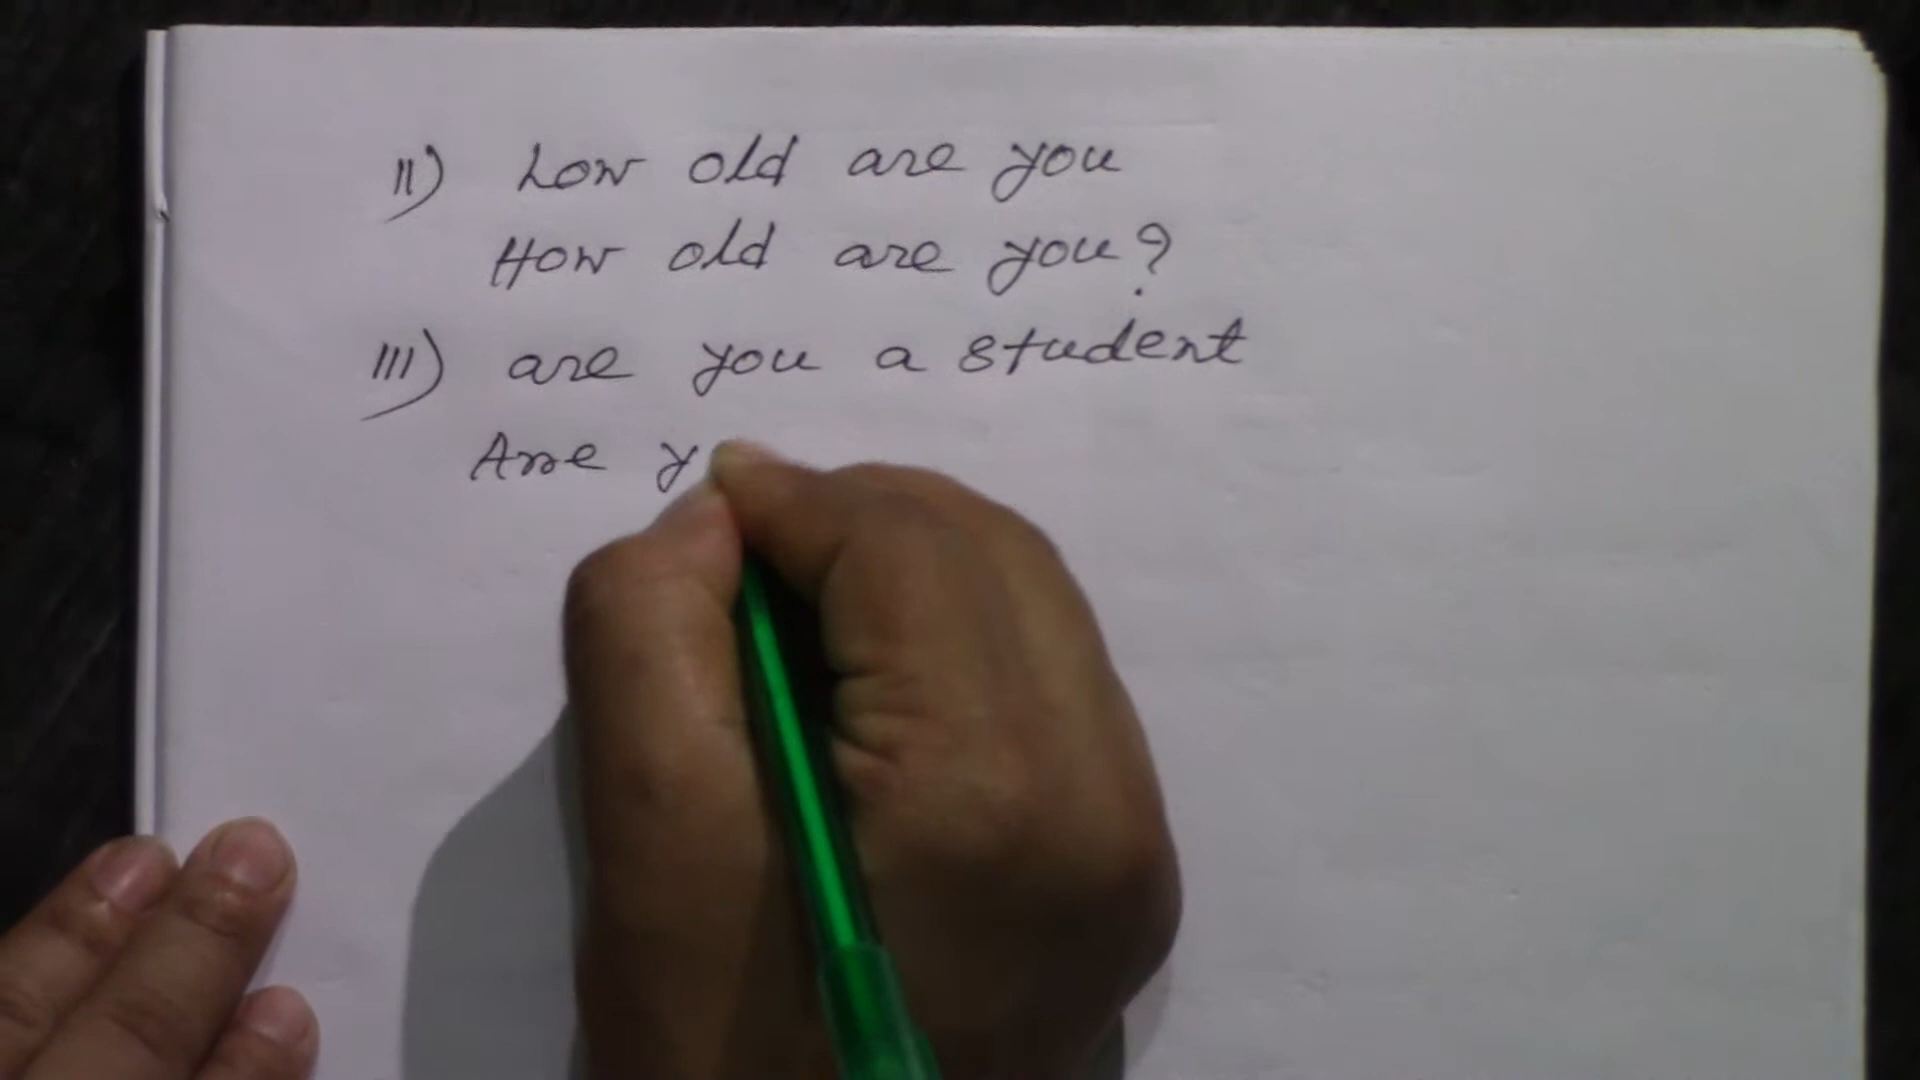 II) how old are you
How old are you?
III) are you a student
Are y